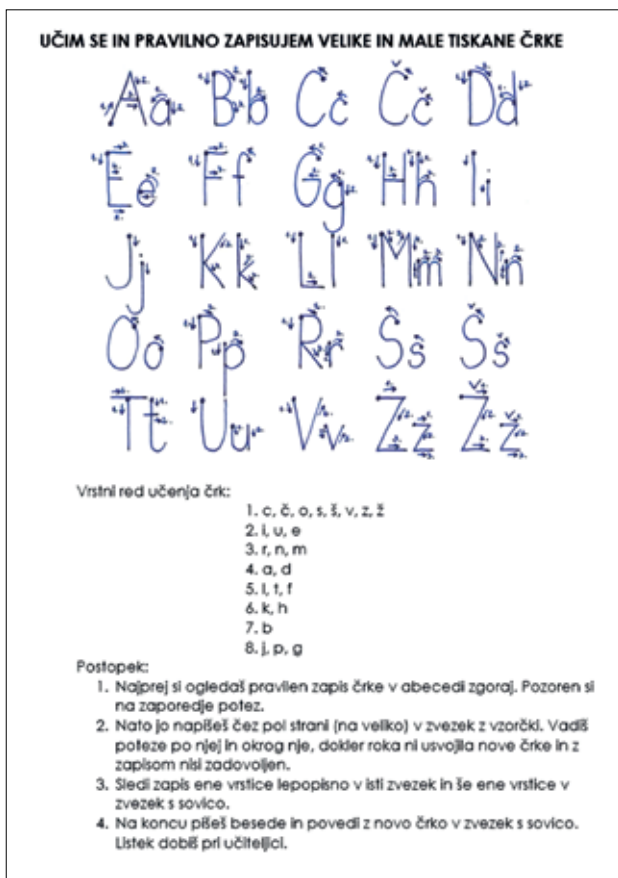 UČIM SE IN PRAVILNO ZAPISUJEM VELIKE IN MALE TISKANE ČRKE
Aa Bb Cc Čč Dd
Ee Ff Gg Hh Ii
Jj Kk Ll Mm Nn
Oo Pp Rr Ss Šš
Tt Uu Vv Zz Žž
Vrstni red učenja črk:
1. c, č, o, s, š, v, z, ž
2. i, u, e
3. r, n, m
4. a, d
5. l, t, f
6. k, h
7. b
8. j, p, g
Postopek:
1. Najprej si ogledaš pravilen zapis črke v abecedi zgoraj. Pozoren si
na zaporedje potez.
2. Nato jo napišeš čez pol strani (na veliko) v zvezek z vzorčki. Vadiš
poteze po njej in okrog nje, dokler roka ni usvojila nove črke in z
zapisom nisi zadovoljen.
3. Sledi zapis ene vrstice lepopisno v isti zvezek in še ene vrstice v
zvezek s sovico.
4. Na koncu pišeš besede in povedi z novo črko v zvezek s sovico.
Listek dobiš pri učiteljici.